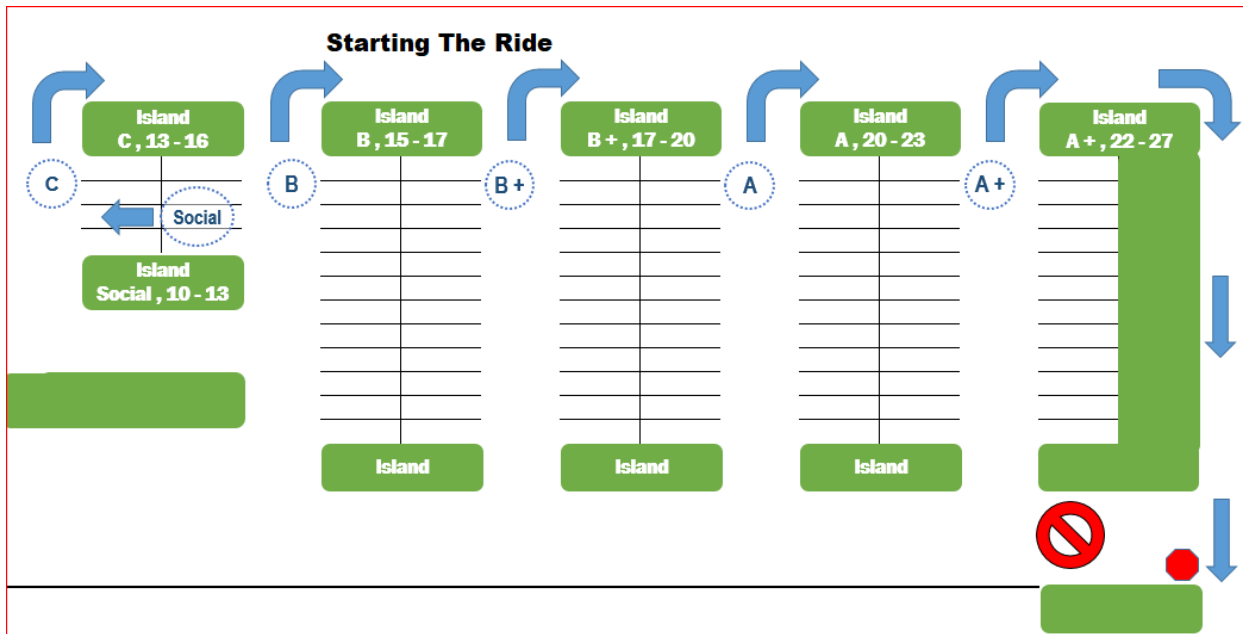 Starting The Ride
Island
C , 13 - 16
Island
B , 15 - 17
Island
B + , 17 - 20
Island
A , 20 - 23
Island
A + , 22 - 27
C
B
B +
A
A +
Social
Island
Social , 10 - 13
Island
Island
Island